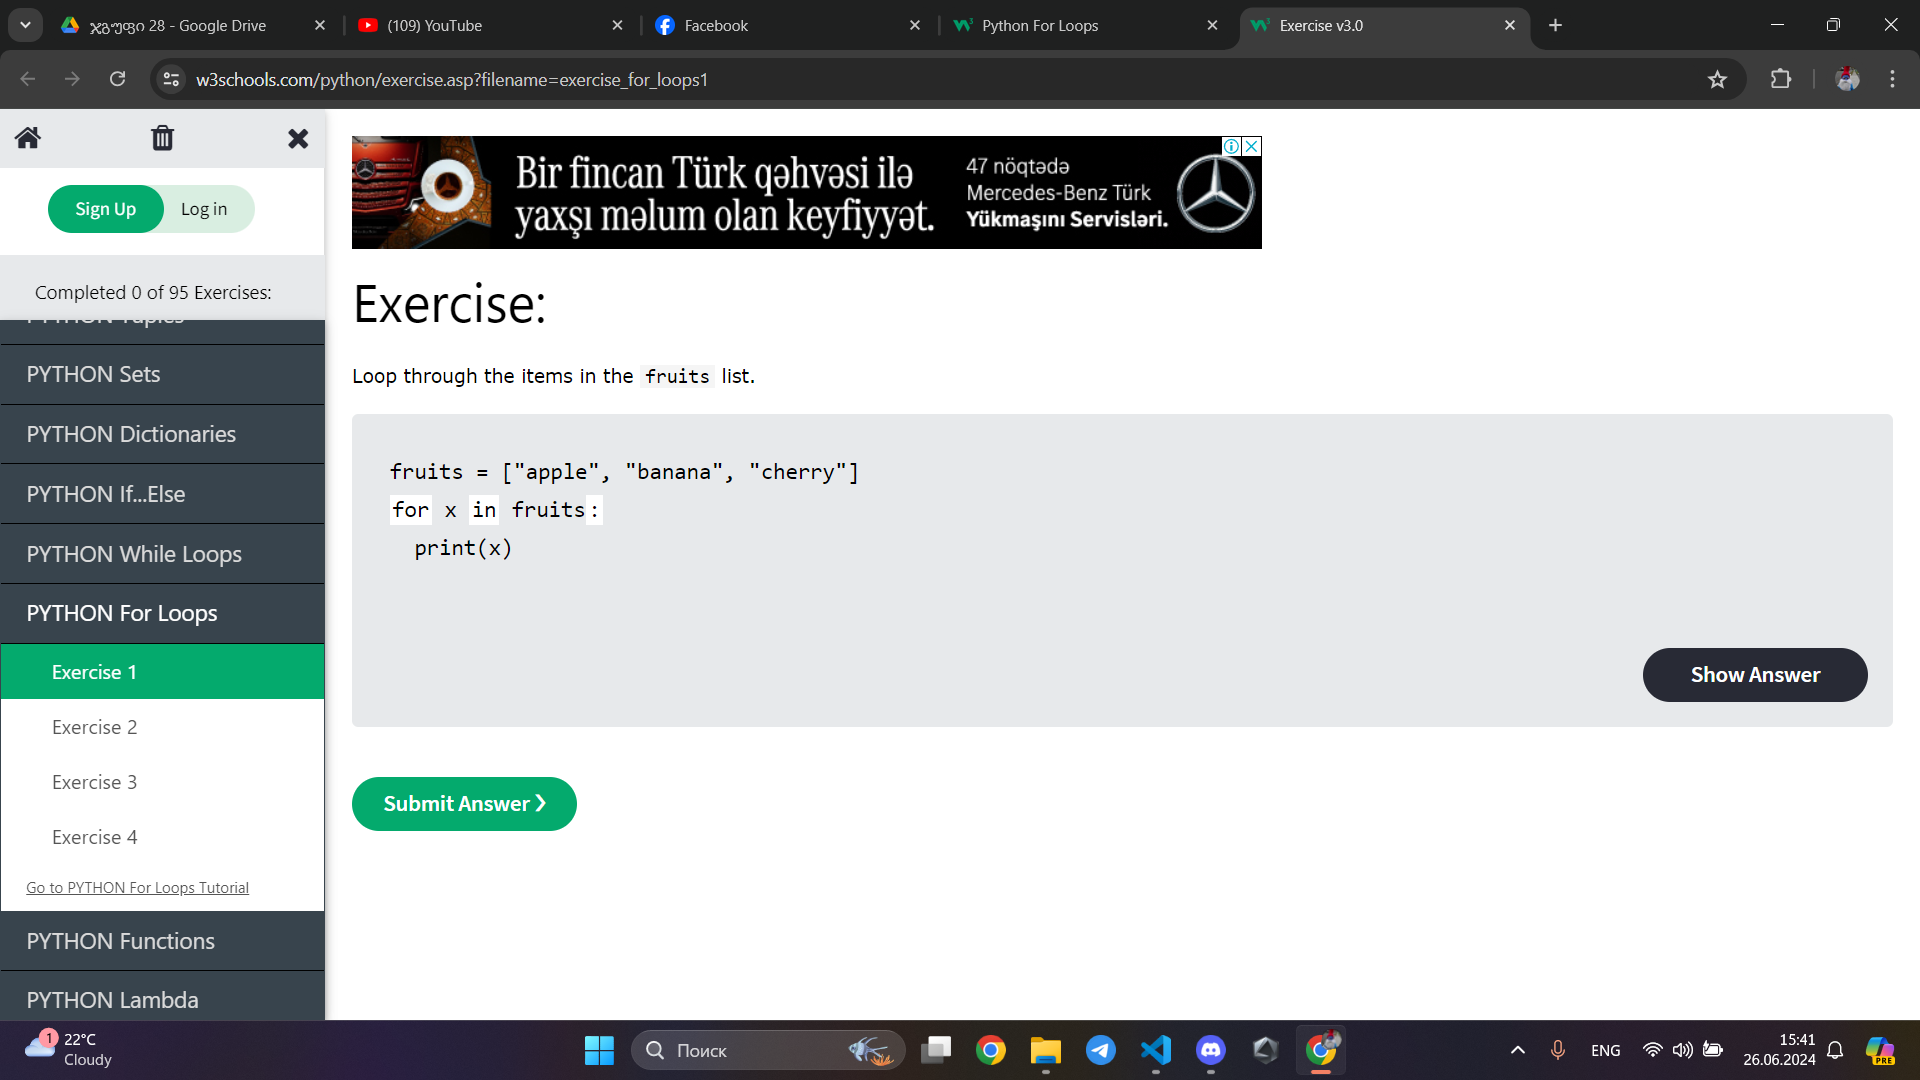 ჯგუფი 28 - Google Drive
(109) YouTube
Facebook
Python For Loops
Exercise v3.0
w3schools.com/python/exercise.asp?filename=exercise_for_loops1
Sign Up
Log in
Completed 0 of 95 Exercises:
PYTHON Tuples
PYTHON Sets
PYTHON Dictionaries
PYTHON If...Else
PYTHON While Loops
PYTHON For Loops
Exercise 1
Exercise 2
Exercise 3
Exercise 4
Go to PYTHON For Loops Tutorial
PYTHON Functions
PYTHON Lambda
Bir fincan Türk qəhvəsi ilə
yaxşı məlum olan keyfiyyət.
47 nöqtədə
Mercedes-Benz Türk
Yükmaşını Servisləri.
Exercise:
Loop through the items in the fruits list.
fruits = ["apple", "banana", "cherry"]
for x in fruits:
  print(x)
Show Answer
Submit Answer ❯
1
22°C
Cloudy
Поиск
ENG
15:41
26.06.2024
PRE